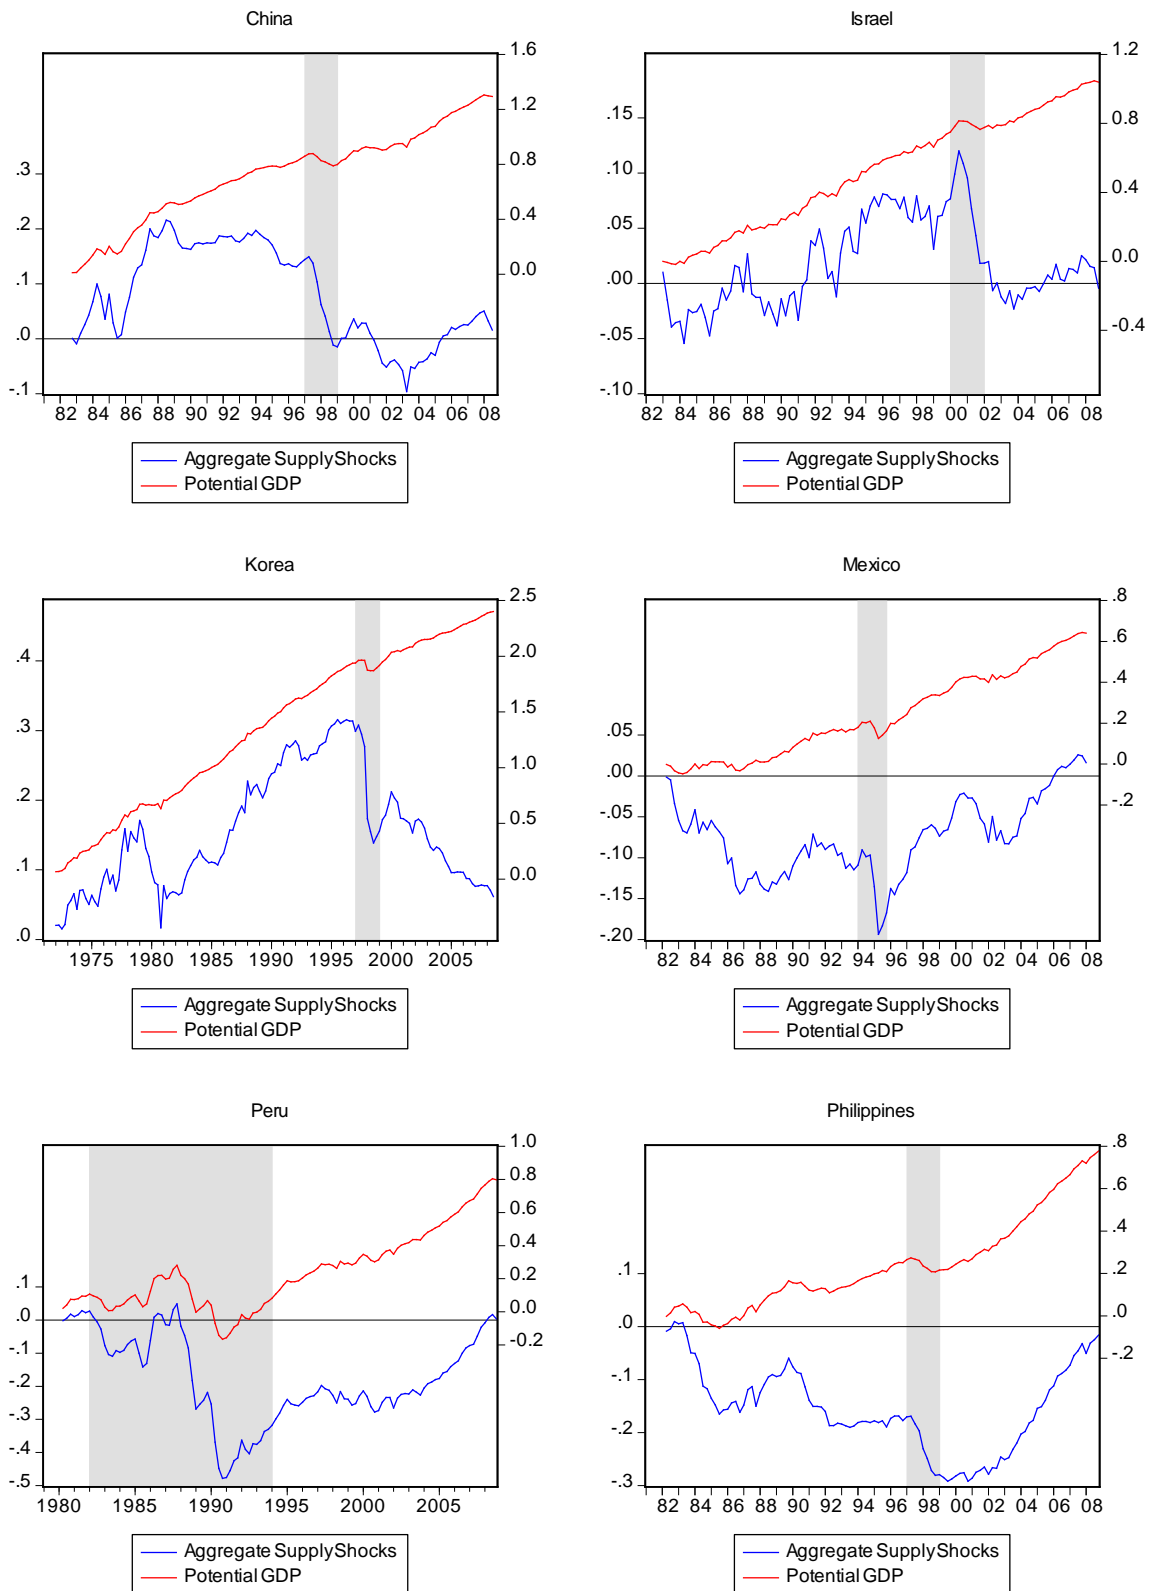 China
1.6
1.2
0.8
0.4
0.0
.3
.2
.1
.0
-.1
82 84 86 88 90 92 94 96 98 00 02 04 06 08
Aggregate Supply Shocks
Potential GDP
Israel
1.2
0.8
0.4
0.0
-0.4
.15
.10
.05
.00
-.05
-.10
82 84 86 88 90 92 94 96 98 00 02 04 06 08
Aggregate Supply Shocks
Potential GDP
Korea
2.5
2.0
1.5
1.0
0.5
0.0
.4
.3
.2
.1
.0
1975 1980 1985 1990 1995 2000 2005
Aggregate Supply Shocks
Potential GDP
Mexico
.8
.6
.4
.2
.0
-.2
.05
.00
-.05
-.10
-.15
-.20
82 84 86 88 90 92 94 96 98 00 02 04 06 08
Aggregate Supply Shocks
Potential GDP
Peru
1.0
0.8
0.6
0.4
0.2
0.0
-0.2
.1
.0
-.1
-.2
-.3
-.4
-.5
1980 1985 1990 1995 2000 2005
Aggregate Supply Shocks
Potential GDP
Philippines
.8
.6
.4
.2
.0
-.2
.1
.0
-.1
-.2
-.3
82 84 86 88 90 92 94 96 98 00 02 04 06 08
Aggregate Supply Shocks
Potential GDP